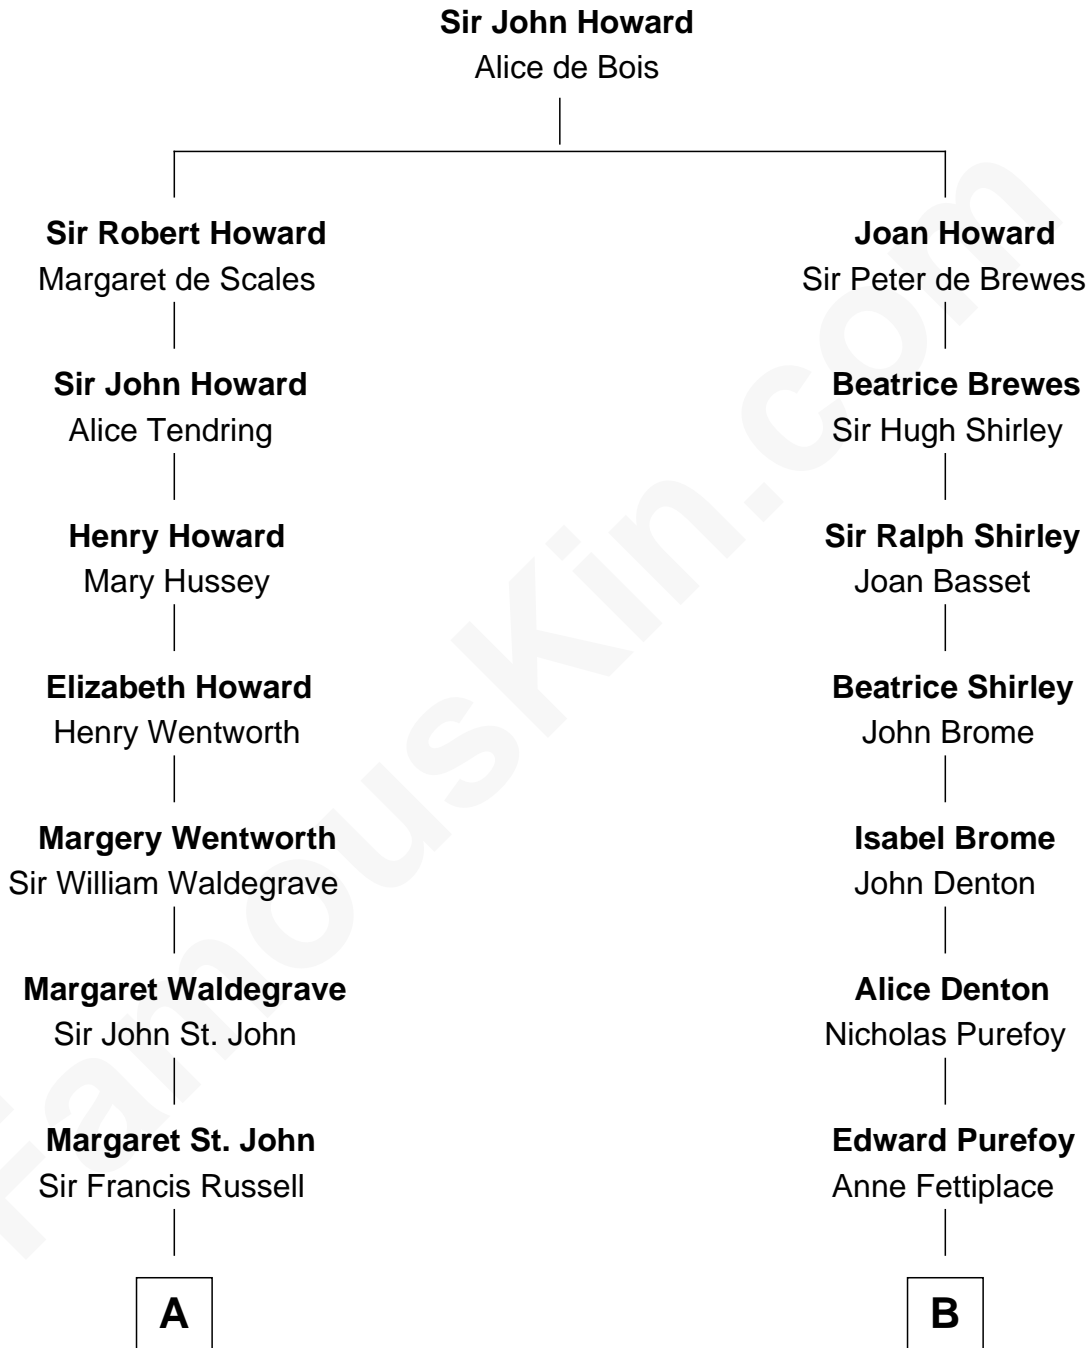 Sir John Howard
Alice de Bois
Sir Robert Howard
Margaret de Scales
Joan Howard
Sir Peter de Brewes
Sir John Howard
Alice Tendring
Beatrice Brewes
Sir Hugh Shirley
Henry Howard
Mary Hussey
Sir Ralph Shirley
Joan Basset
Elizabeth Howard
Henry Wentworth
Beatrice Shirley
John Brome
Margery Wentworth
Sir William Waldegrave
Isabel Brome
John Denton
Margaret Waldegrave
Sir John St. John
Alice Denton
Nicholas Purefoy
Margaret St. John
Sir Francis Russell
Edward Purefoy
Anne Fettiplace
A
B
FamousKin.com